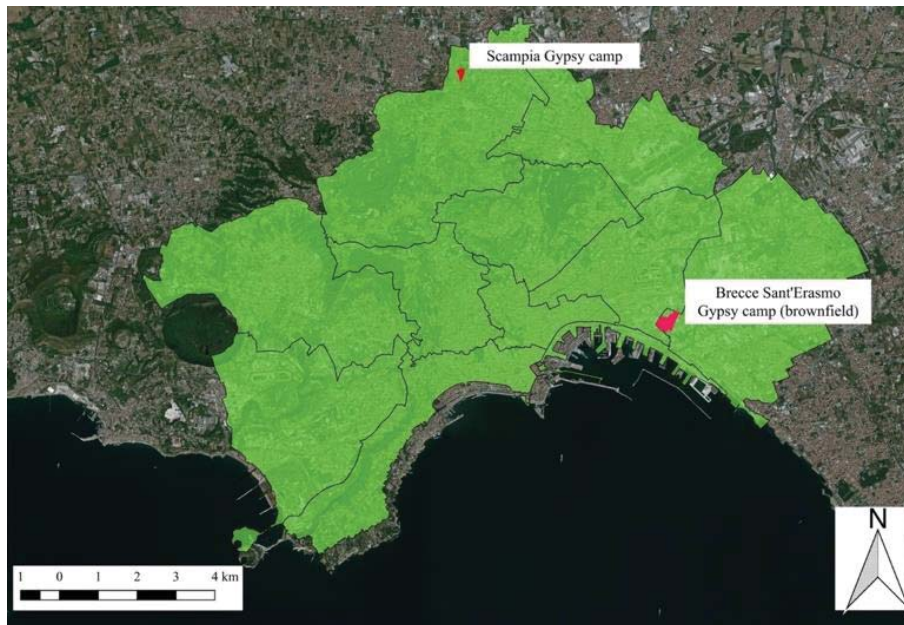 Scampia Gypsy camp
Brecce Sant'Erasmo
Gypsy camp (brownfield)
N
1 0 1 2 3 4 km